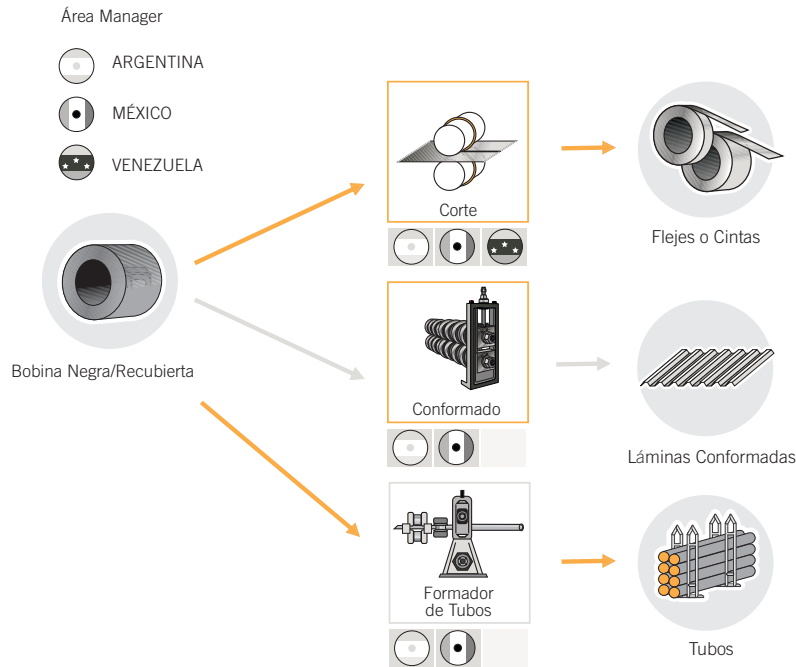 Área Manager
ARGENTINA
MÉXICO
VENEZUELA
Bobina Negra/Recubierta
Corte
Flejes o Cintas
Conformado
Láminas Conformadas
Formador
de Tubos
Tubos